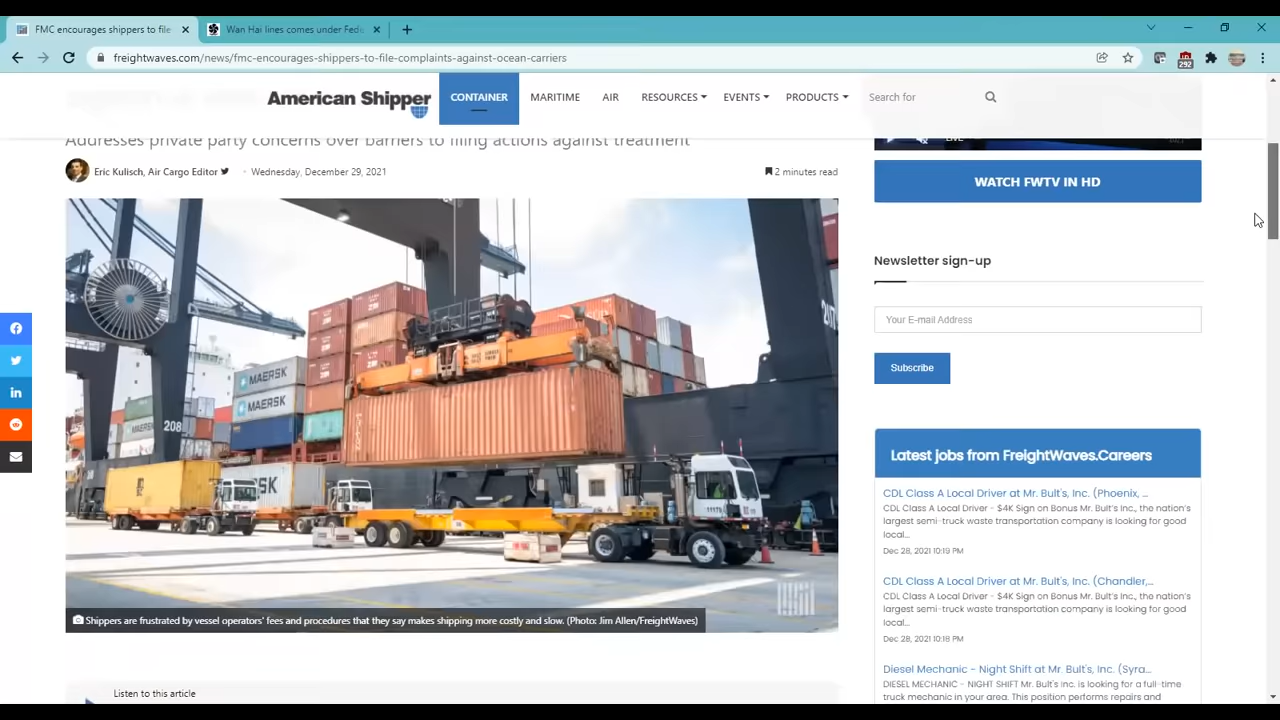 FMC encourages shippers to file
Wan Hai lines comes under Fede
freightwaves.com/news/fmc-encourages-shippers-to-file-complaints-against-ocean-carriers
292
American Shipper
CONTAINER
MARITIME
AIR
RESOURCES
EVENTS
PRODUCTS
Search for
Addresses private party concerns over barriers to filing actions against treatment
LIVE
Eric Kulisch, Air Cargo Editor
- Wednesday, December 29, 2021
2 minutes read
WATCH FWTV IN HD
Newsletter sign-up
Your E-mail Address
Subscribe
MAERSK
MAERSK
208
SK
Shippers are frustrated by vessel operators' fees and procedures that they say makes shipping more costly and slow. (Photo: Jim Allen/FreightWaves)
Listen to this article
Latest jobs from FreightWaves.Careers
CDL Class A Local Driver at Mr. Bult's, Inc. (Phoenix, ...
CDL Class A Local Driver - $4K Sign on Bonus Mr. Bult's Inc., the nation's
largest semi-truck waste transportation company is looking for good
local...
Dec 28, 2021 10:19 PM
CDL Class A Local Driver at Mr. Bult's, Inc. (Chandler,...
CDL Class A Local Driver - $4K Sign on Bonus Mr. Bult's Inc., the nation's
largest semi-truck waste transportation company is looking for good
local...
Dec 28, 2021 10:18 PM
Diesel Mechanic - Night Shift at Mr. Bult's, Inc. (Syra...
DIESEL MECHANIC - NIGHT SHIFT Mr. Bult's Inc. is looking for a full-time
truck mechanic in your area. This position performs repairs and